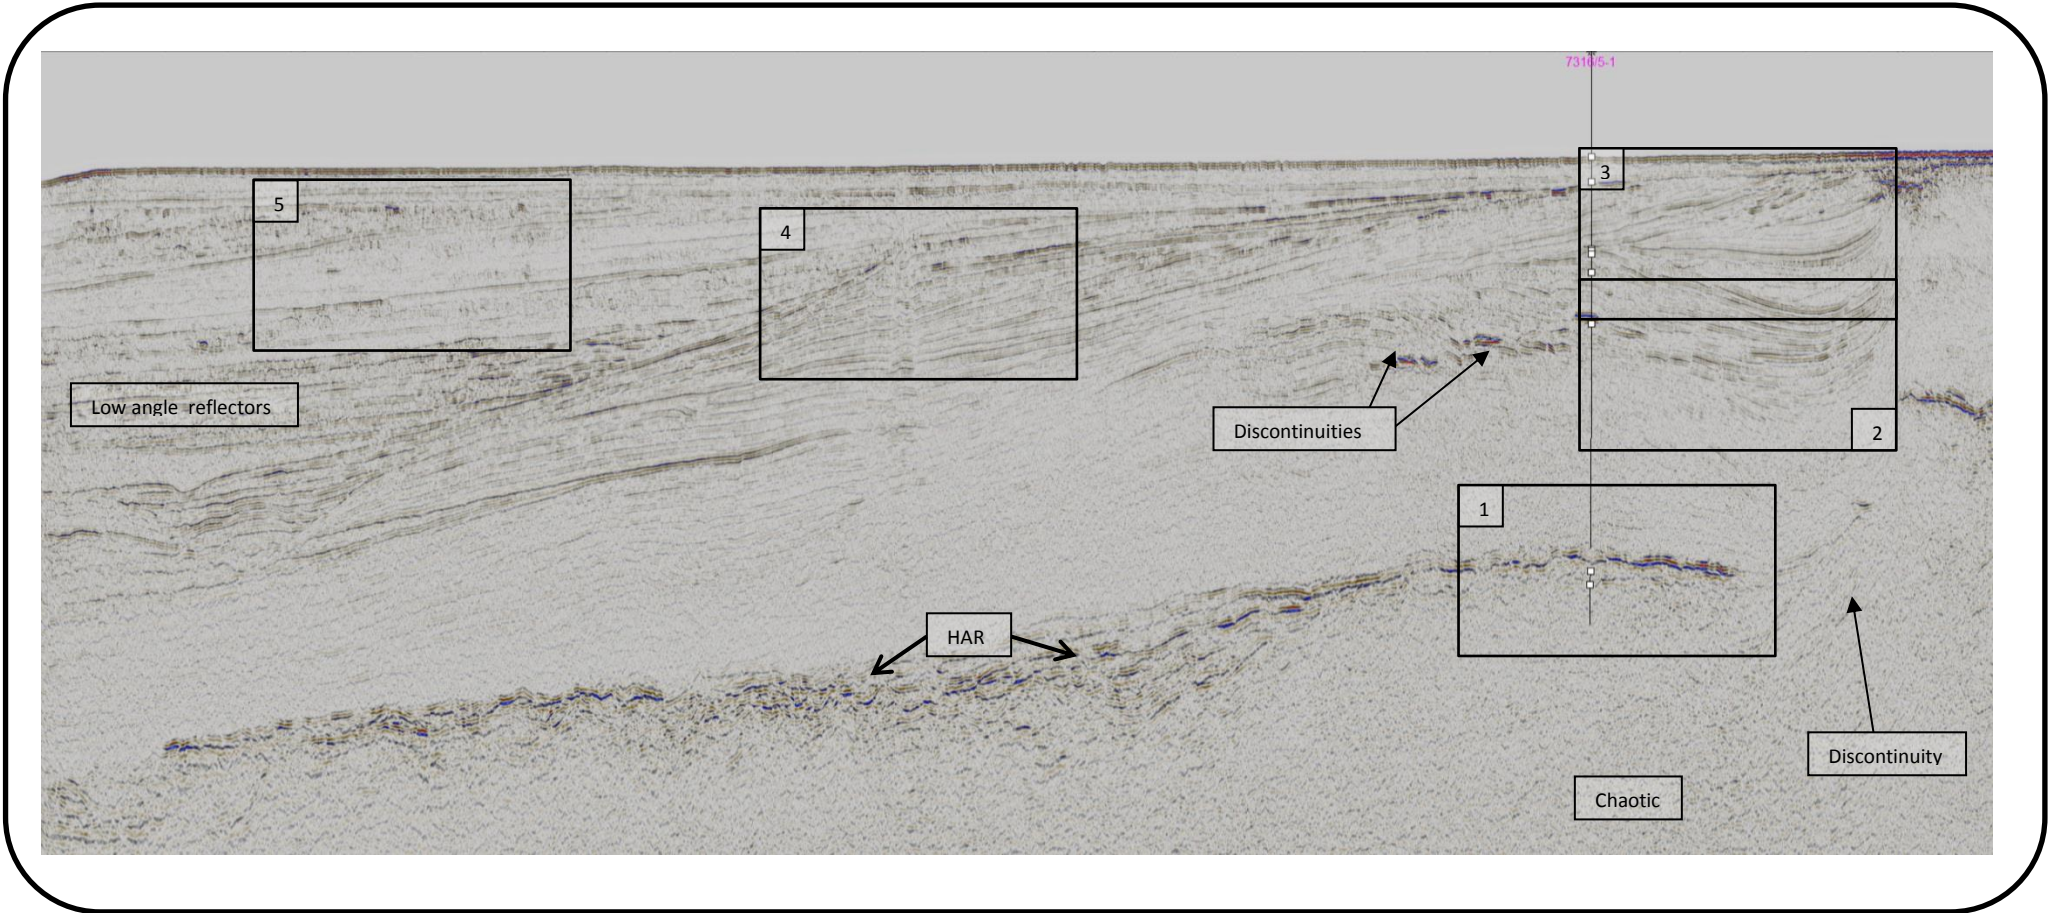 7316/5-1
3
5
4
Low angle reflectors
Discontinuities
2
1
HAR
Discontinuity
Chaotic